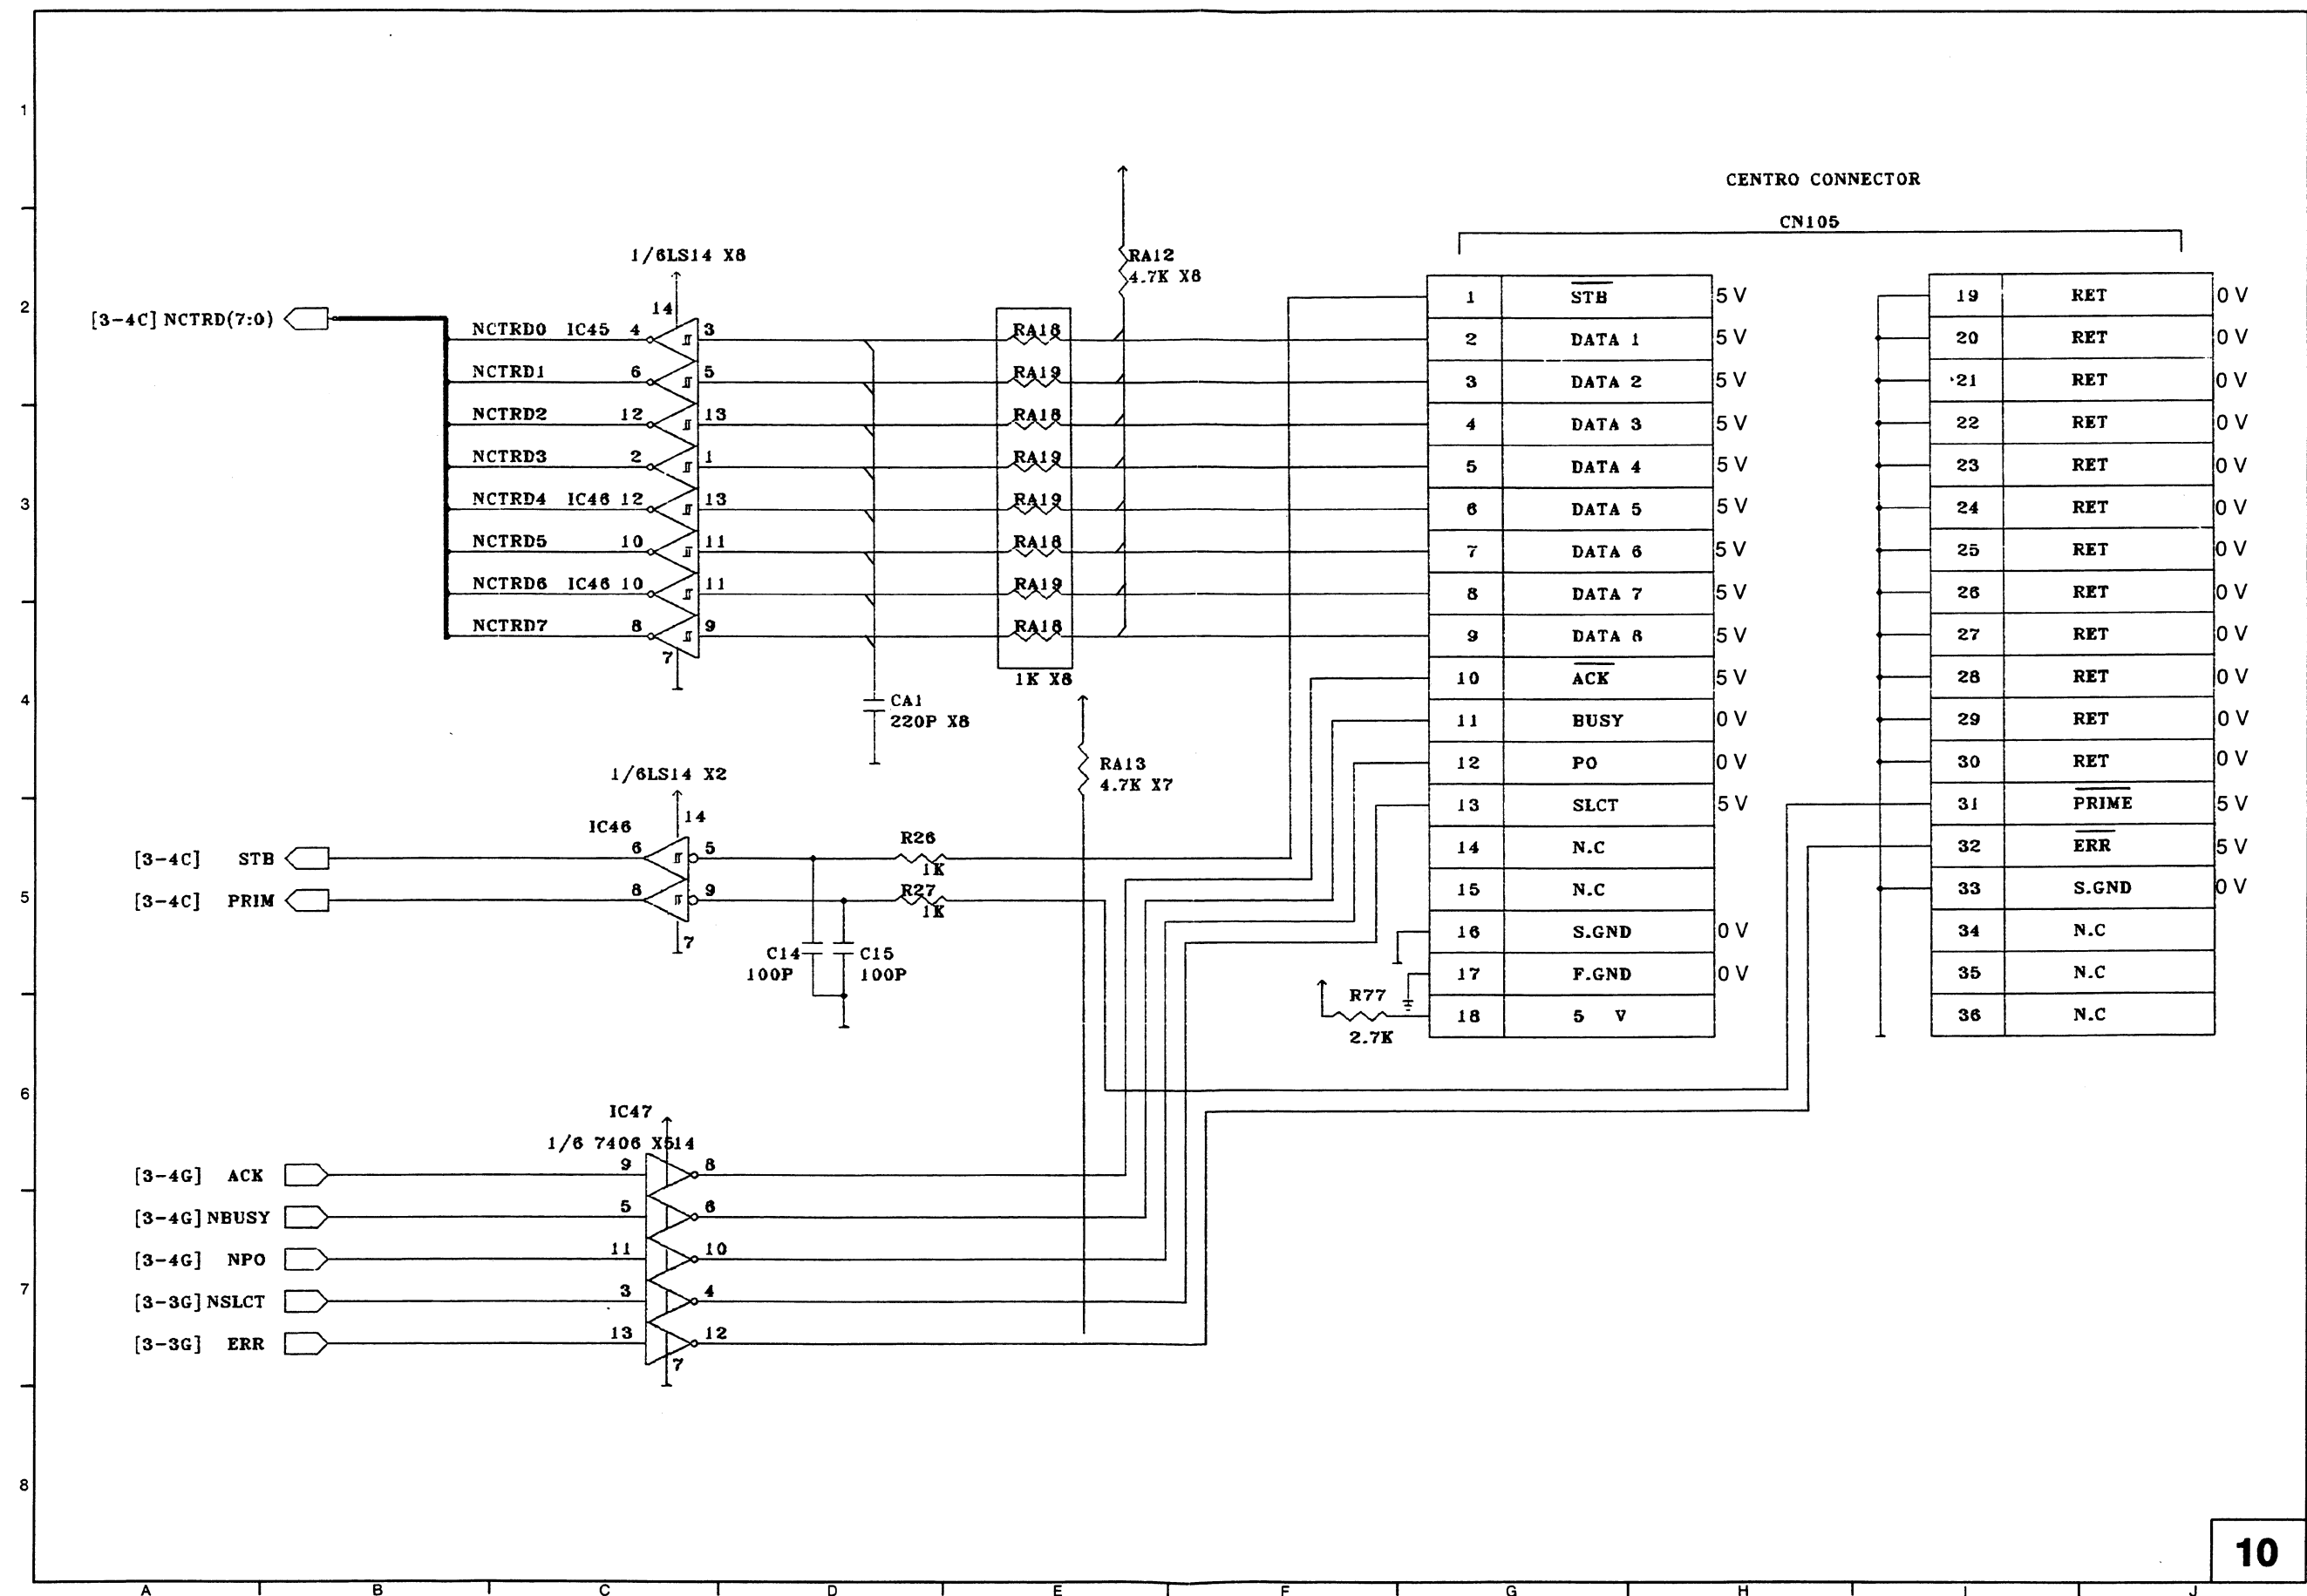 CENTRO CONNECTOR
CN105
1
1/6LS14 X8
RA12
4.7K X8
2
[3-4C] NCTRD(7:0)
14
NCTRD0 IC45 4 3 RA18
NCTRD1 6 5 RA19
NCTRD2 12 13 RA18
NCTRD3 2 1 RA19
3
NCTRD4 IC46 12 13 RA19
NCTRD5 10 11 RA18
NCTRD6 IC46 10 11 RA19
NCTRD7 8 9 RA18
7
1K X8
4
CA1
220P X8
RA13
4.7K X7
1/6LS14 X2
14
IC46
[3-4C] STB 6 5 R26
1K
5
[3-4C] PRIM 8 9 R27
1K
7
C14 C15
100P 100P
R77
2.7K
1 STB 5 V
2 DATA 1 5 V
3 DATA 2 5 V
4 DATA 3 5 V
5 DATA 4 5 V
6 DATA 5 5 V
7 DATA 6 5 V
8 DATA 7 5 V
9 DATA 8 5 V
10 ACK 5 V
11 BUSY 0 V
12 PO 0 V
13 SLCT 5 V
14 N.C
15 N.C
16 S.GND 0 V
17 F.GND 0 V
18 5 V
19 RET 0 V
20 RET 0 V
21 RET 0 V
22 RET 0 V
23 RET 0 V
24 RET 0 V
25 RET 0 V
26 RET 0 V
27 RET 0 V
28 RET 0 V
29 RET 0 V
30 RET 0 V
31 PRIME 5 V
32 ERR 5 V
33 S.GND 0 V
34 N.C
35 N.C
36 N.C
6
IC47
1/6 7406 X514
[3-4G] ACK 9 8
[3-4G] NBUSY 5 6
[3-4G] NPO 11 10
7
[3-3G] NSLCT 3 4
[3-3G] ERR 13 12
7
8
10
A B C D E F G H I J